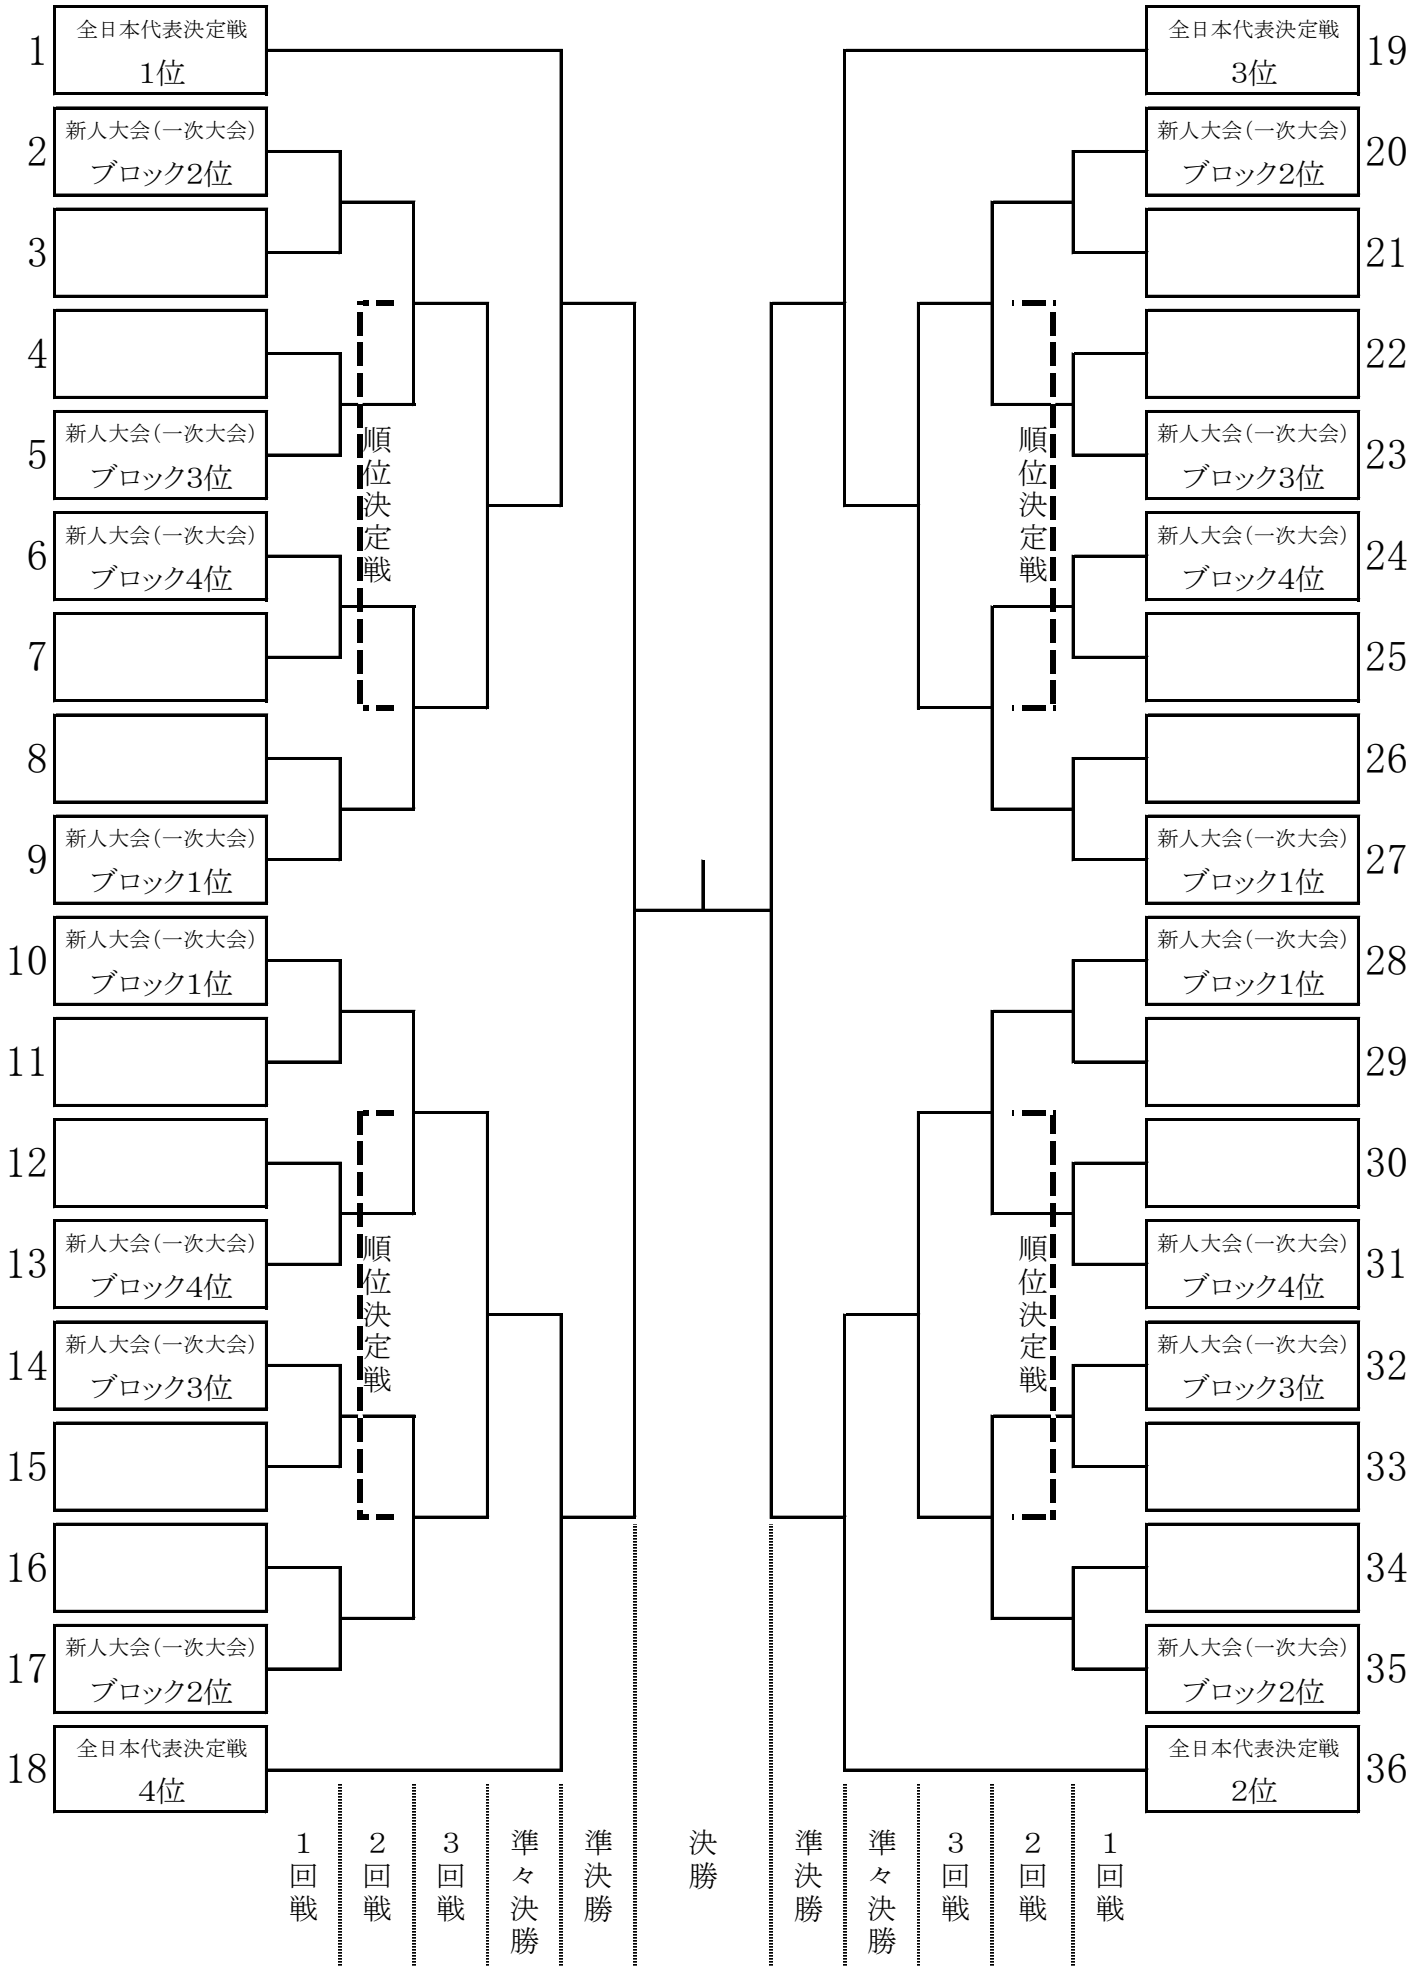 1
全日本代表決定戦
1位
2
新人大会(一次大会)
ブロック2位
3
4
5
新人大会(一次大会)
ブロック3位
6
新人大会(一次大会)
ブロック4位
7
8
9
新人大会(一次大会)
ブロック1位
10
新人大会(一次大会)
ブロック1位
11
12
13
新人大会(一次大会)
ブロック4位
14
新人大会(一次大会)
ブロック3位
15
16
17
新人大会(一次大会)
ブロック2位
18
全日本代表決定戦
4位
順位決定戦
順位決定戦
順位決定戦
順位決定戦
全日本代表決定戦
3位
19
新人大会(一次大会)
ブロック2位
20
21
22
新人大会(一次大会)
ブロック3位
23
新人大会(一次大会)
ブロック4位
24
25
26
新人大会(一次大会)
ブロック1位
27
新人大会(一次大会)
ブロック1位
28
29
30
新人大会(一次大会)
ブロック4位
31
新人大会(一次大会)
ブロック3位
32
33
34
新人大会(一次大会)
ブロック2位
35
全日本代表決定戦
2位
36
1回戦
2回戦
3回戦
準々決勝
準決勝
決勝
準決勝
準々決勝
3回戦
2回戦
1回戦